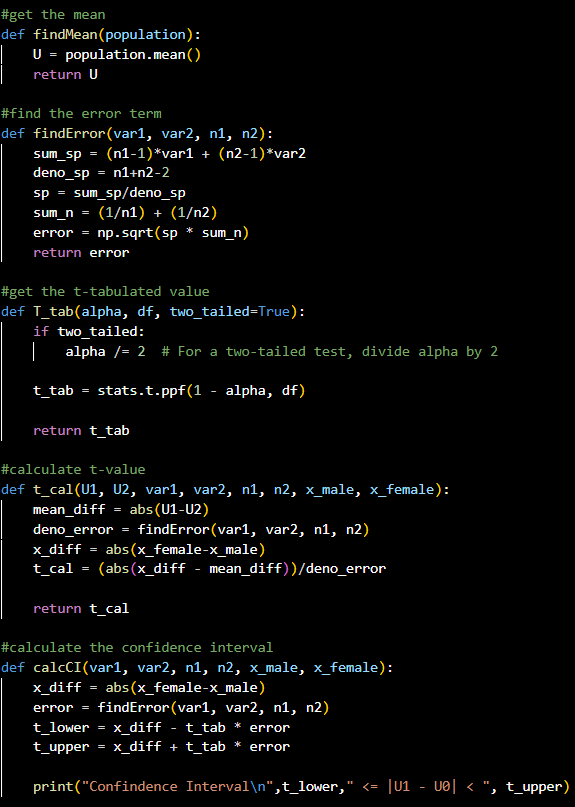 #get the mean
def findMean(population):
    U = population.mean()
    return U
#find the error term
def findError(var1, var2, n1, n2):
    sum_sp = (n1-1)*var1 + (n2-1)*var2
    deno_sp = n1+n2-2
    sp = sum_sp/deno_sp
    sum_n = (1/n1) + (1/n2)
    error = np.sqrt(sp * sum_n)
    return error
#get the t-tabulated value
def T_tab(alpha, df, two_tailed=True):
    if two_tailed:
        alpha /= 2  # For a two-tailed test, divide alpha by 2
    t_tab = stats.t.ppf(1 - alpha, df)
    return t_tab
#calculate t-value
def t_cal(U1, U2, var1, var2, n1, n2, x_male, x_female):
    mean_diff = abs(U1-U2)
    deno_error = findError(var1, var2, n1, n2)
    x_diff = abs(x_female-x_male)
    t_cal = (abs(x_diff - mean_diff))/deno_error
    return t_cal
#calculate the confidence interval
def calcCI(var1, var2, n1, n2, x_male, x_female):
    x_diff = abs(x_female-x_male)
    error = findError(var1, var2, n1, n2)
    t_lower = x_diff - t_tab * error
    t_upper = x_diff + t_tab * error
    print("Confindence Interval\n",t_lower," <= |U1 - U0| < ", t_upper)